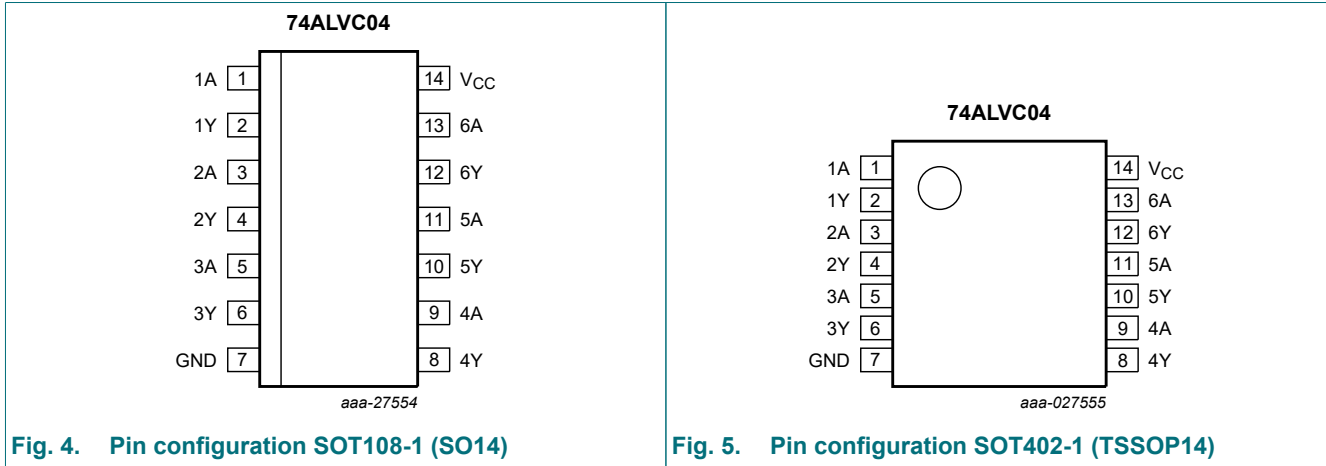 74ALVC04
1A 1 14 VCC
1Y 2 13 6A
2A 3 12 6Y
2Y 4 11 5A
3A 5 10 5Y
3Y 6 9 4A
GND 7 8 4Y
aaa-27554
Fig. 4. Pin configuration SOT108-1 (SO14)
74ALVC04
1A 1 14 VCC
1Y 2 13 6A
2A 3 12 6Y
2Y 4 11 5A
3A 5 10 5Y
3Y 6 9 4A
GND 7 8 4Y
aaa-027555
Fig. 5. Pin configuration SOT402-1 (TSSOP14)